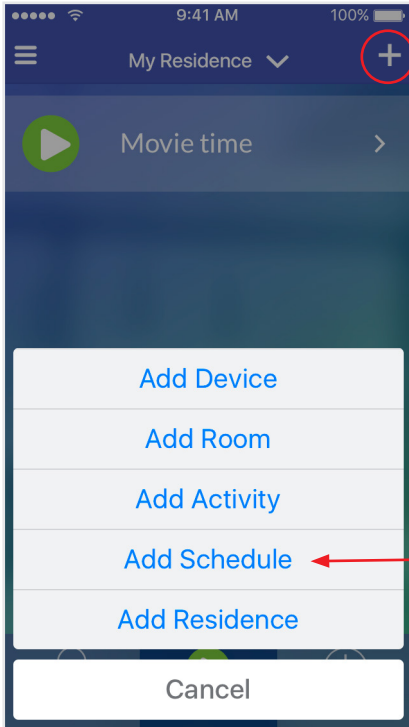 9:41 AM 100%
My Residence
Movie time
Add Device
Add Room
Add Activity
Add Schedule
Add Residence
Cancel